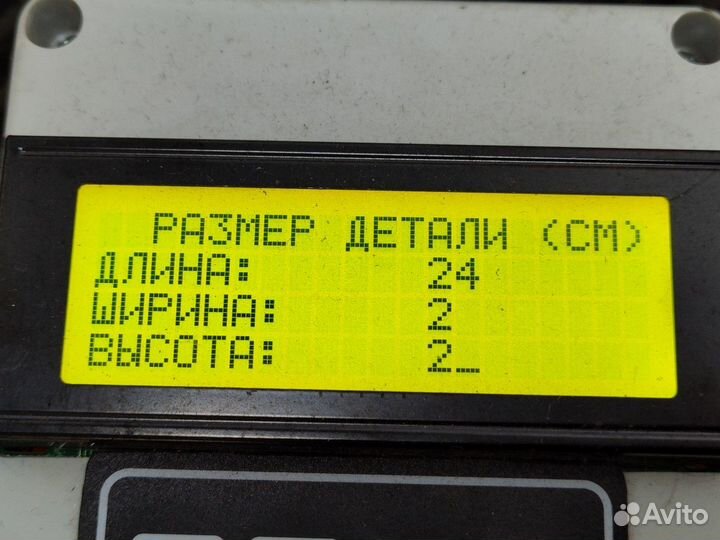 РАЗМЕР ДЕТАЛИ (СМ)
ДЛИНА: 24
ШИРИНА: 2
ВЫСОТА: 2_
Avito